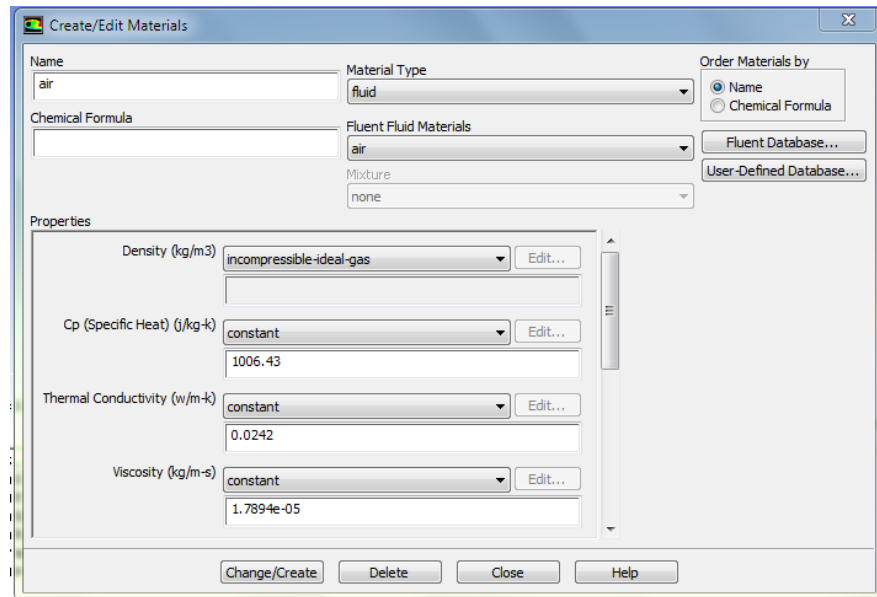 Create/Edit Materials
Name
air
Material Type
fluid
Order Materials by
Name
Chemical Formula
Chemical Formula
Fluent Fluid Materials
air
Fluent Database...
User-Defined Database...
Mixture
none
Properties
Density (kg/m3)
incompressible-ideal-gas
Edit...
Cp (Specific Heat) (j/kg-k)
constant
Edit...
1006.43
Thermal Conductivity (w/m-k)
constant
Edit...
0.0242
Viscosity (kg/m-s)
constant
Edit...
1.7894e-05
Change/Create
Delete
Close
Help